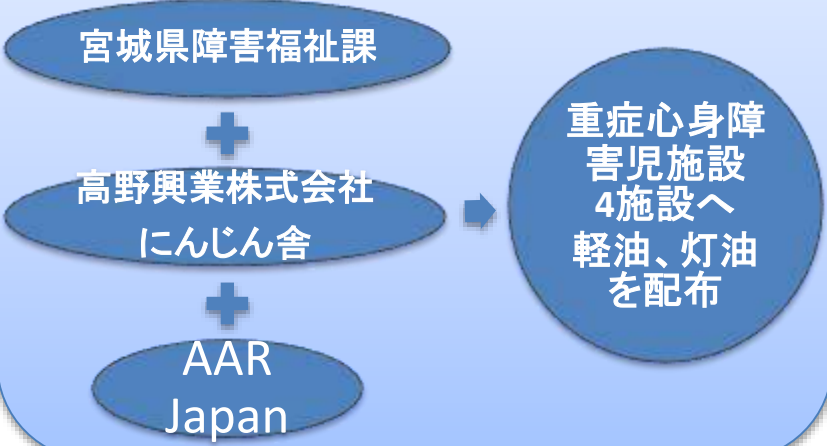 宮城県障害福祉課
高野興業株式会社
にんじん舎
AAR
Japan
重症心身障
害児施設
4施設へ
軽油、灯油
を配布